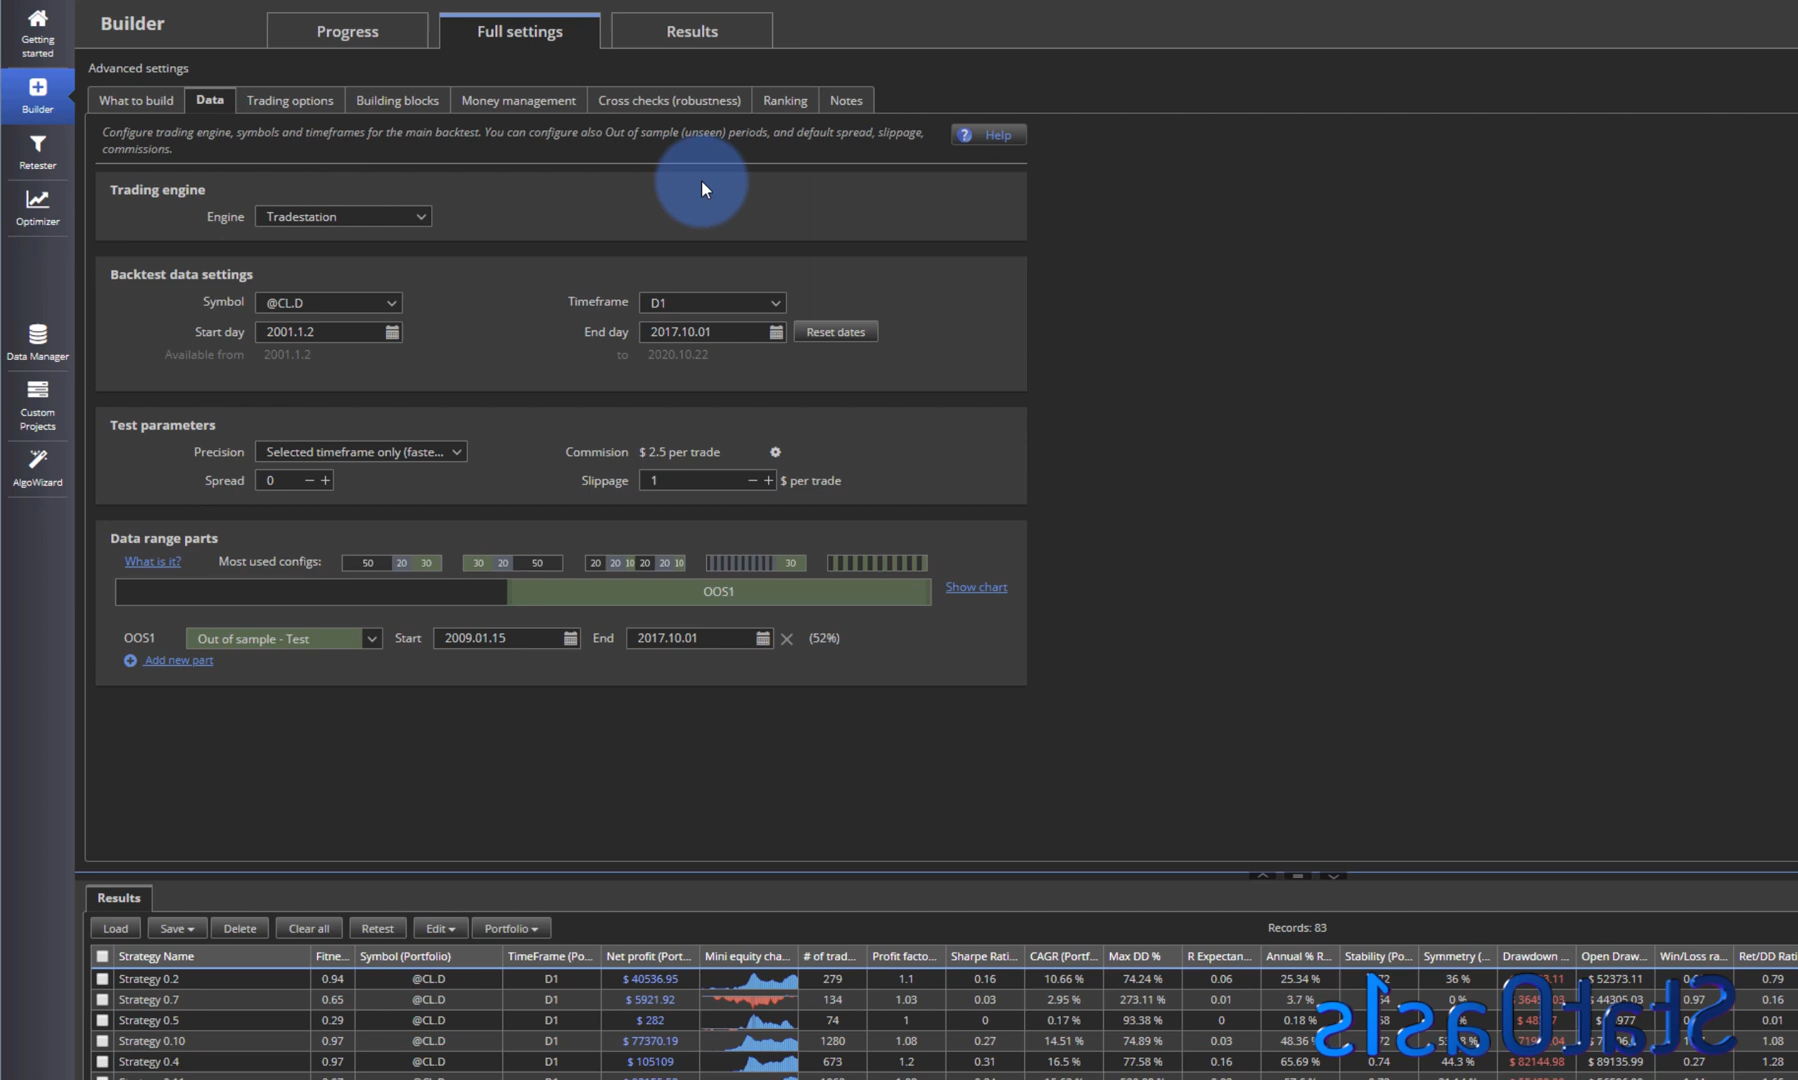 Getting started
Builder
Retester
Optimizer
Data Manager
Custom Projects
AlgoWizard
Builder
Progress
Full settings
Results
Advanced settings
What to build
Data
Trading options
Building blocks
Money management
Cross checks (robustness)
Ranking
Notes
Configure trading engine, symbols and timeframes for the main backtest. You can configure also Out of sample (unseen) periods, and default spread, slippage,
commissions.
? Help
Trading engine
Engine Tradestation
Backtest data settings
Symbol @CL.D Timeframe D1
Start day 2001.1.2 End day 2017.10.01 Reset dates
Available from 2001.1.2 to 2020.10.22
Test parameters
Precision Selected timeframe only (faste... Commision $ 2.5 per trade
Spread 0 − + Slippage 1 − + $ per trade
Data range parts
What is it? Most used configs: 50 20 30 30 20 50 20 20 10 20 20 10 30
OOS1 Show chart
OOS1 Out of sample - Test Start 2009.01.15 End 2017.10.01 (52%)
Add new part
Results
Load Save Delete Clear all Retest Edit Portfolio Records: 83
Strategy Name Fitne... Symbol (Portfolio) TimeFrame (Po... Net profit (Port... Mini equity cha... # of trad... Profit facto... Sharpe Rati... CAGR (Portf... Max DD % R Expectan... Annual % R... Stability (Po... Symmetry (... Drawdown ... Open Draw... Win/Loss ra... Ret/DD Rati
Strategy 0.2 0.94 @CL.D D1 $ 40536.95 279 1.1 0.16 10.66 % 74.24 % 0.06 25.34 % 36 % $ 52373.11 0.79
Strategy 0.7 0.65 @CL.D D1 $ 5921.92 134 1.03 0.03 2.95 % 273.11 % 0.01 3.7 % 0 % $ 44305.03 0.97 0.16
Strategy 0.5 0.29 @CL.D D1 $ 282 74 1 0 0.17 % 93.38 % 0 0.18 % 0.01
Strategy 0.10 0.97 @CL.D D1 $ 77370.19 1280 1.08 0.27 14.51 % 74.89 % 0.03 48.36 % 1.08
Strategy 0.4 0.97 @CL.D D1 $ 105109 673 1.2 0.31 16.5 % 77.58 % 0.16 65.69 % 0.74 44.3 % $ 82144.98 $ 89135.99 0.27 1.28
StatOasis